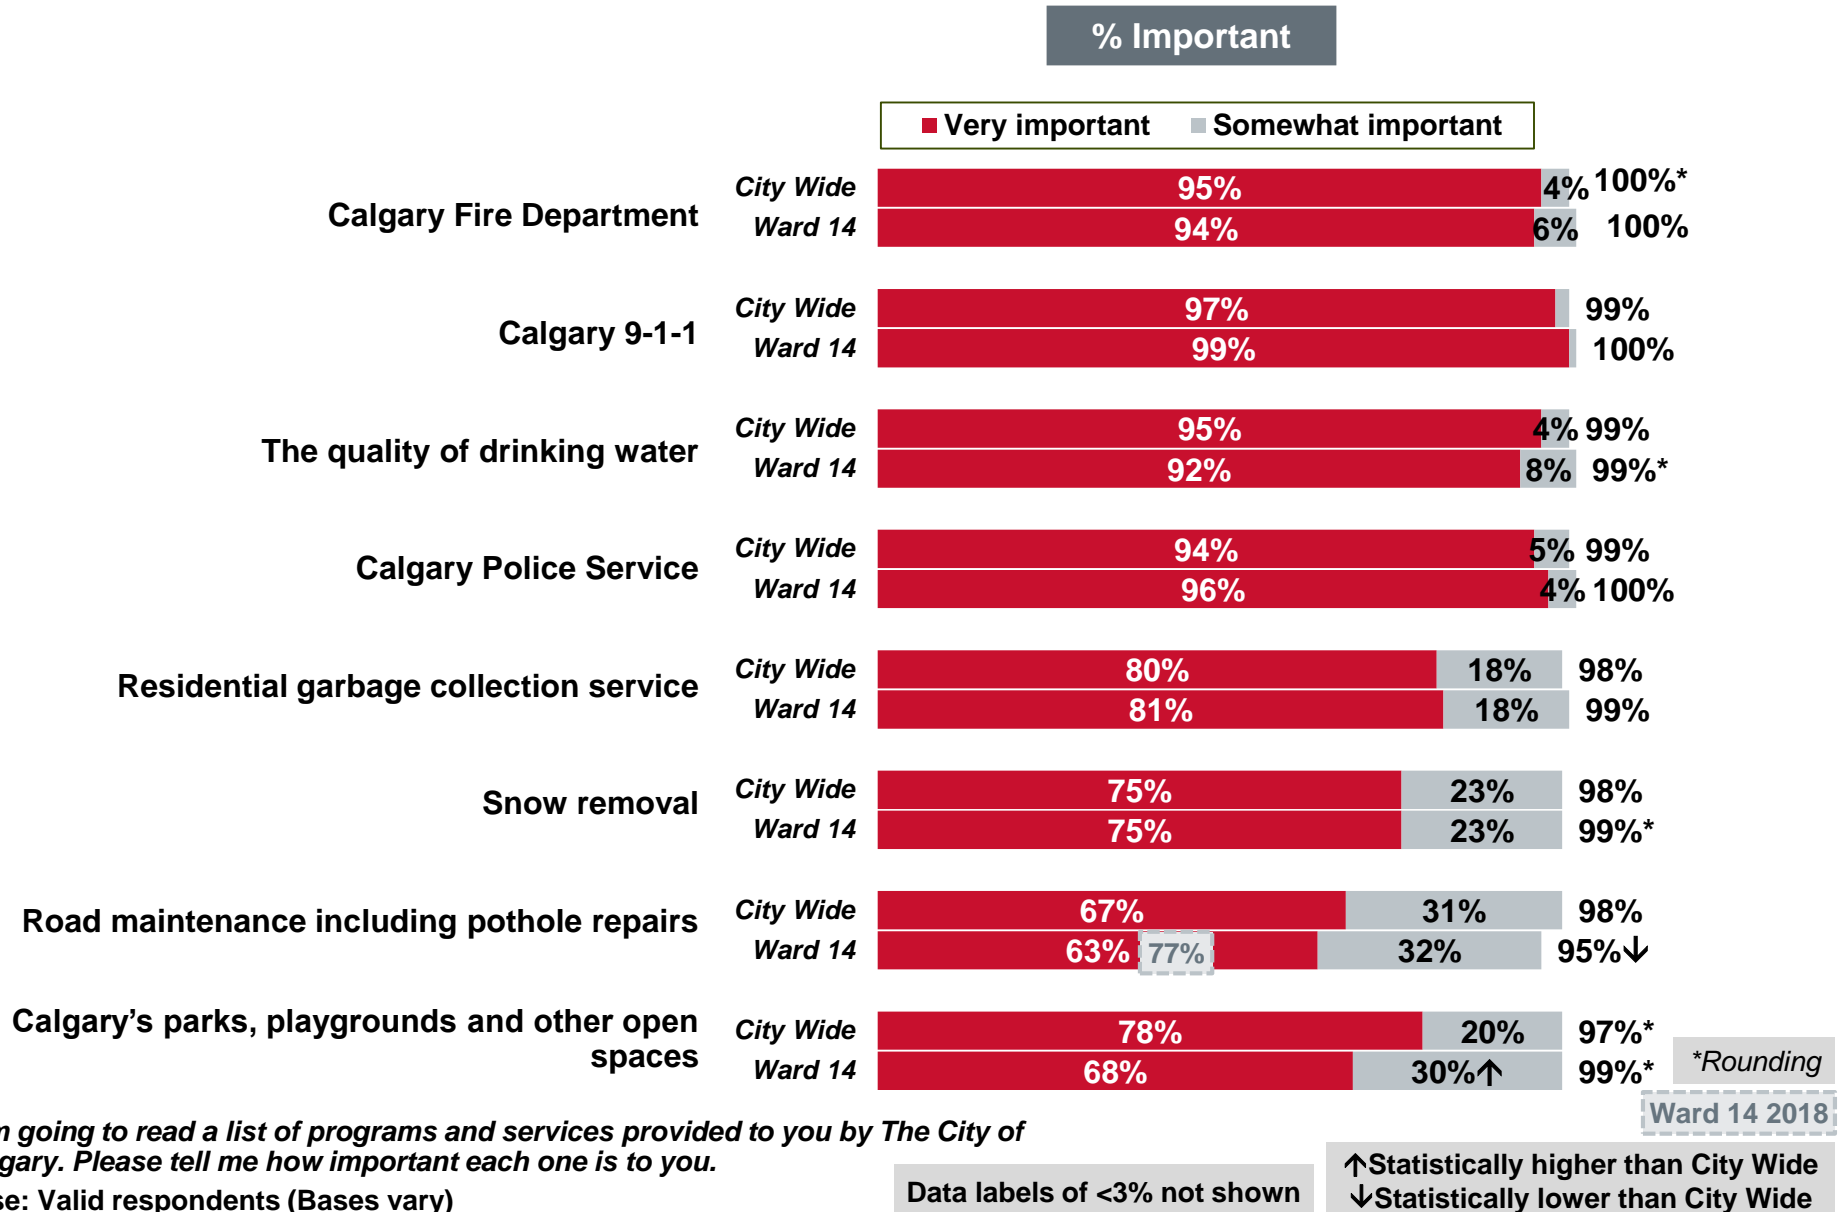 % Important
Very important Somewhat important
Calgary Fire Department
City Wide 95% 4% 100%*
Ward 14 94% 6% 100%
Calgary 9-1-1
City Wide 97% 99%
Ward 14 99% 100%
The quality of drinking water
City Wide 95% 4% 99%
Ward 14 92% 8% 99%*
Calgary Police Service
City Wide 94% 5% 99%
Ward 14 96% 4% 100%
Residential garbage collection service
City Wide 80% 18% 98%
Ward 14 81% 18% 99%
Snow removal
City Wide 75% 23% 98%
Ward 14 75% 23% 99%*
Road maintenance including pothole repairs
City Wide 67% 31% 98%
Ward 14 63% 77% 32% 95%↓
Calgary’s parks, playgrounds and other open
spaces
City Wide 78% 20% 97%*
Ward 14 68% 30%↑ 99%*
*Rounding
Ward 14 2018
going to read a list of programs and services provided to you by The City of
gary. Please tell me how important each one is to you.
se: Valid respondents (Bases vary)
Data labels of <3% not shown
↑Statistically higher than City Wide
↓Statistically lower than City Wide